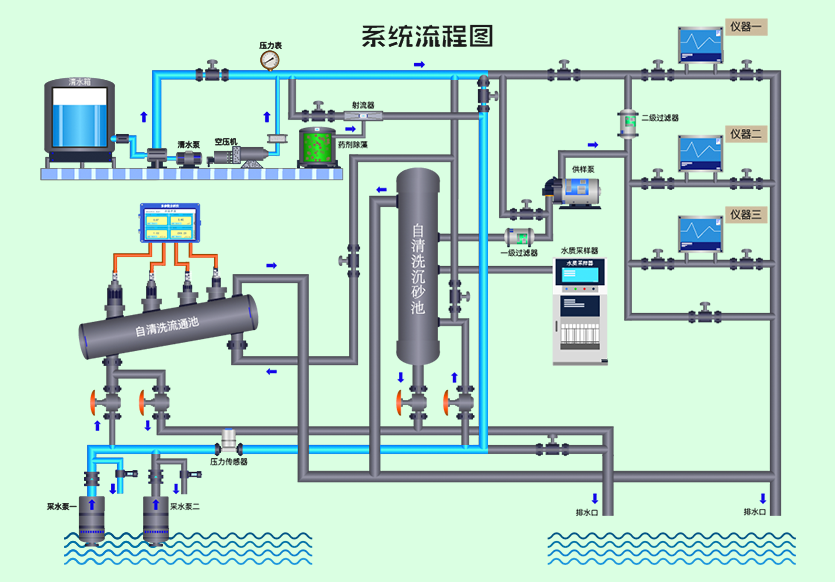 系统流程图
仪器一
压力表
清水箱
射流器
二级过滤器
仪器二
清水泵
空压机
药剂除藻
供样泵
自清洗沉砂池
仪器三
一级过滤器
水质采样器
水质采样器
自清洗流通池
压力传感器
采水泵一
采水泵二
排水口
排水口